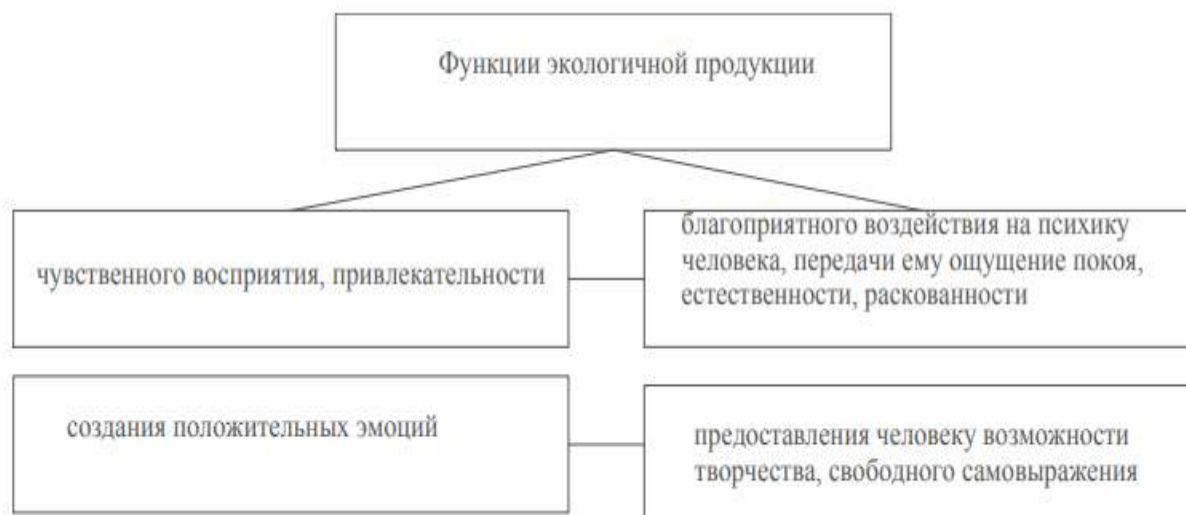 Функции экологичной продукции
чувственного восприятия, привлекательности
благоприятного воздействия на психику
человека, передачи ему ощущение покоя,
естественности, раскованности
создания положительных эмоций
предоставления человеку возможности
творчества, свободного самовыражения